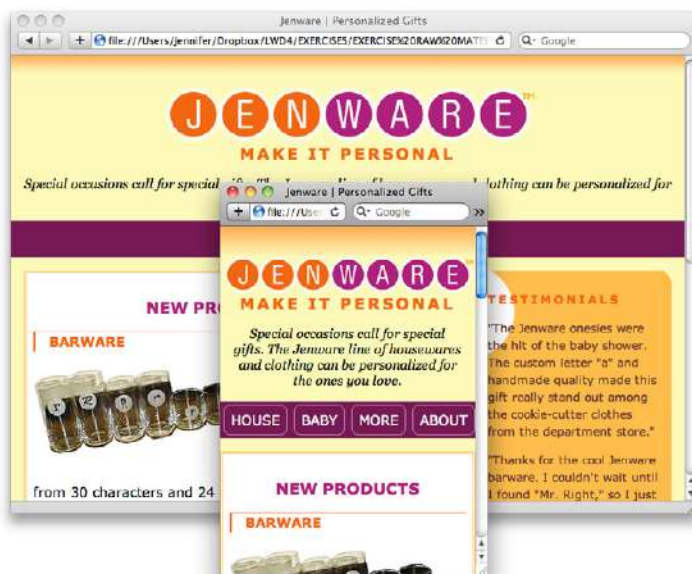 Jenware | Personalized Gifts
file:///Users/jennifer/Dropbox/LWD4/EXERCISES/EXERCISE%20RAW%20MATE
Google
JENWARE™
MAKE IT PERSONAL
Special occasions call for special
clothing can be personalized for
NEW PRO
BARWARE
from 30 characters and 24
TESTIMONIALS
"The Jenware onesies were
the hit of the baby shower.
The custom letter "a" and
handmade quality made this
gift really stand out among
the cookie-cutter clothes
from the department store."
"Thanks for the cool Jenware
barware. I couldn't wait until
I found "Mr. Right," so I just
Jenware | Personalized Gifts
file:///User
Google
JENWARE
MAKE IT PERSONAL
Special occasions call for special
gifts. The Jenware line of housewares
and clothing can be personalized for
the ones you love.
HOUSE BABY MORE ABOUT
NEW PRODUCTS
BARWARE